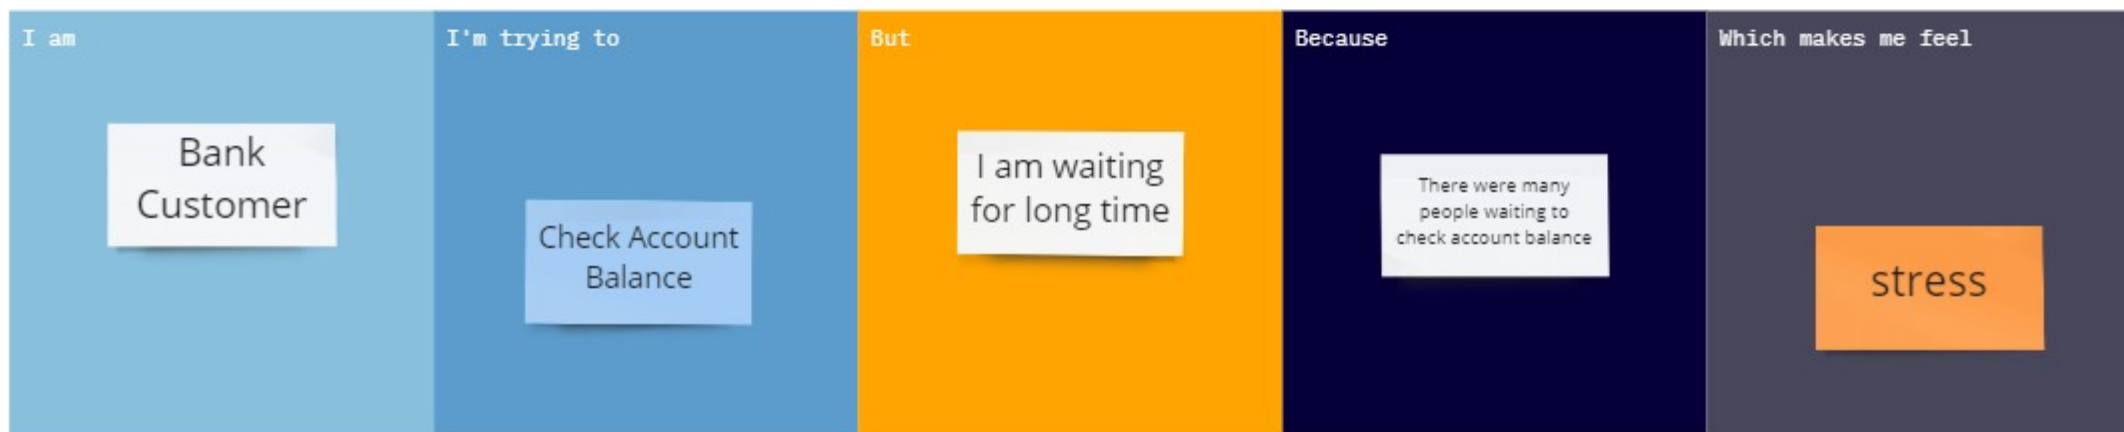 I am
Bank
Customer
I'm trying to
Check Account
Balance
But
I am waiting
for long time
Because
There were many
people waiting to
check account balance
Which makes me feel
stress